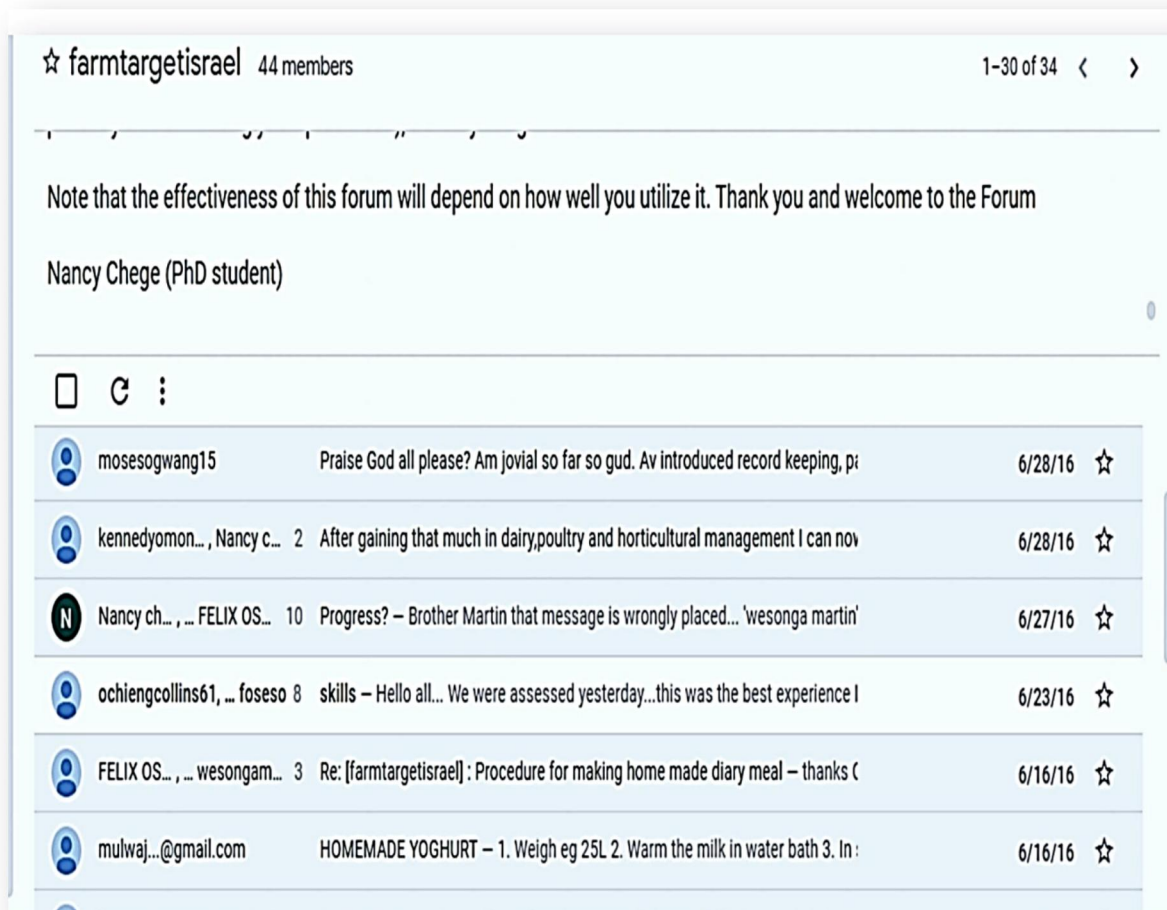 farmtargetisrael 44 members 1–30 of 34
Note that the effectiveness of this forum will depend on how well you utilize it. Thank you and welcome to the Forum
Nancy Chege (PhD student)
mosesogwang15 Praise God all please? Am jovial so far so gud. Av introduced record keeping, pa 6/28/16
kennedyomon... , Nancy c... 2 After gaining that much in dairy,poultry and horticultural management I can now 6/28/16
N Nancy ch... , ... FELIX OS... 10 Progress? – Brother Martin that message is wrongly placed... 'wesonga martin' 6/27/16
ochiengcollins61, ... foseso 8 skills – Hello all... We were assessed yesterday...this was the best experience I 6/23/16
FELIX OS... , ... wesongam... 3 Re: [farmtargetisrael] : Procedure for making home made diary meal – thanks 6/16/16
mulwaj...@gmail.com HOMEMADE YOGHURT – 1. Weigh eg 25L 2. Warm the milk in water bath 3. In 6/16/16